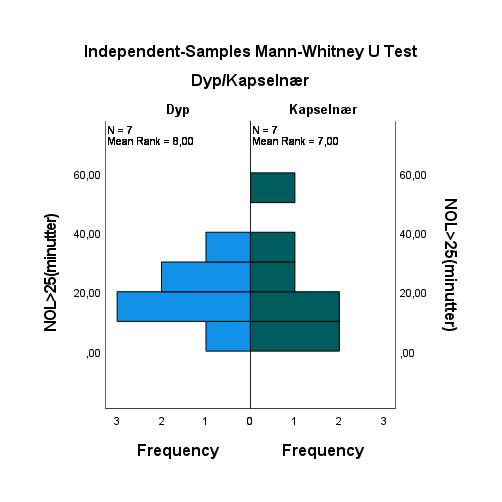 Independent-Samples Mann-Whitney U Test
Dyp/Kapselnær
Dyp
Kapselnær
N = 7
Mean Rank = 8,00
N = 7
Mean Rank = 7,00
NOL>25(minutter)
60,00
40,00
20,00
,00
60,00
40,00
20,00
,00
NOL>25(minutter)
3 2 1 0 1 2 3
Frequency
Frequency